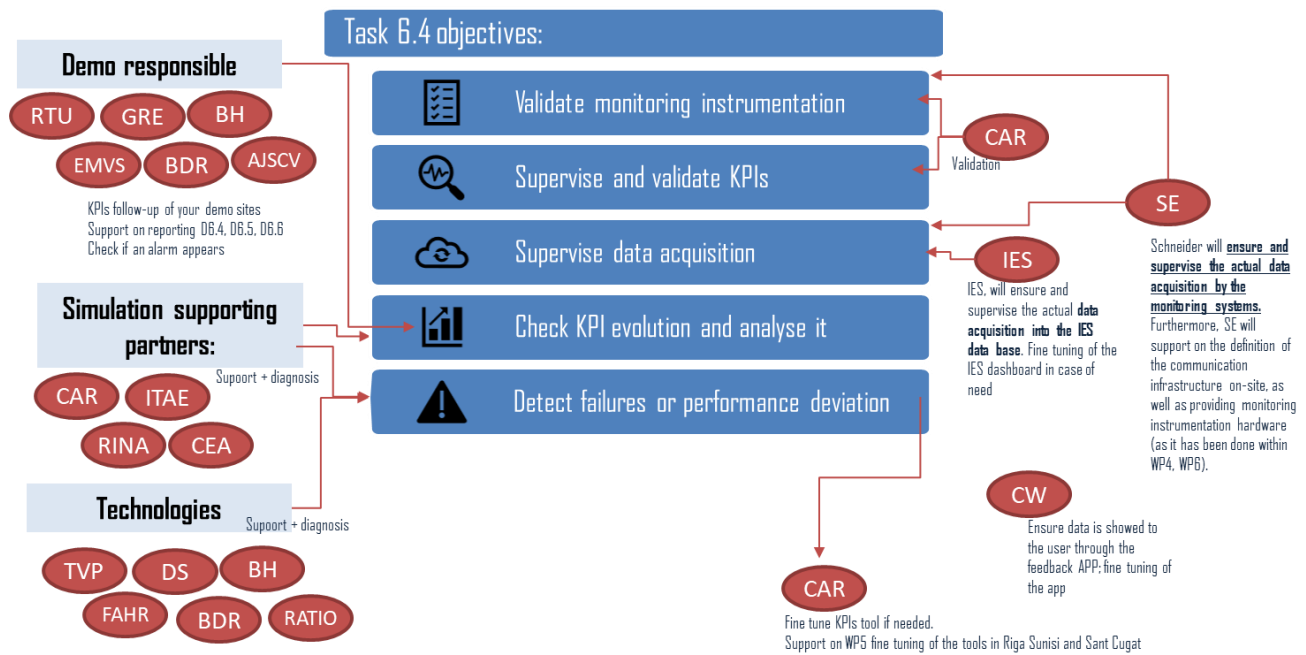 Task 6.4 objectives:
Demo responsible
RTU
GRE
BH
EMVS
BDR
AJSCV
KPIs follow-up of your demo sites
Support on reporting D6.4, D6.5, D6.6
Check if an alarm appears
Simulation supporting
partners:
Supoort + diagnosis
CAR
ITAE
RINA
CEA
Technologies
Supoort + diagnosis
TVP
DS
BH
FAHR
BDR
RATIO
Validate monitoring instrumentation
Supervise and validate KPIs
Supervise data acquisition
Check KPI evolution and analyse it
Detect failures or performance deviation
CAR
Validation
IES
IES, will ensure and
supervise the actual data
acquisition into the IES
data base. Fine tuning of the
IES dashboard in case of
need
SE
Schneider will ensure and
supervise the actual data
acquisition by the
monitoring systems.
Furthermore, SE will
support on the definition of
the communication
infrastructure on-site, as
well as providing monitoring
instrumentation hardware
(as it has been done within
WP4, WP6).
CW
Ensure data is showed to
the user through the
feedback APP; fine tuning of
the app
CAR
Fine tune KPIs tool if needed.
Support on WP5 fine tuning of the tools in Riga Sunisi and Sant Cugat